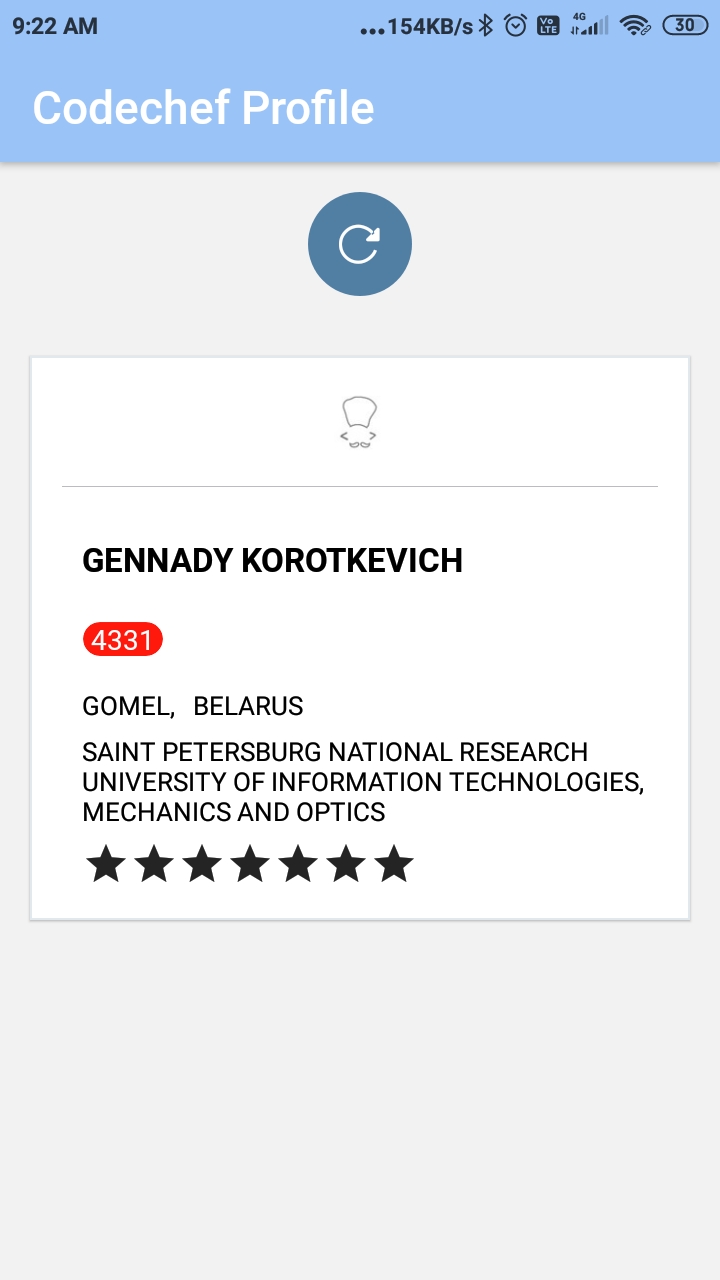 9:22 AM ...154KB/s Vo LTE 4G 30
Codechef Profile
GENNADY KOROTKEVICH
4331
GOMEL, BELARUS
SAINT PETERSBURG NATIONAL RESEARCH
UNIVERSITY OF INFORMATION TECHNOLOGIES,
MECHANICS AND OPTICS